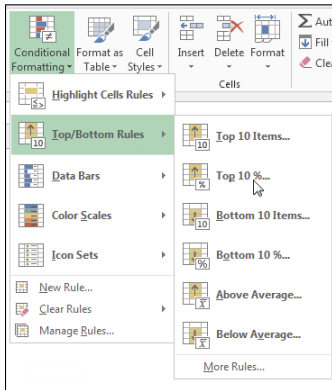 Conditional Formatting
Format as Table
Cell Styles
Insert
Delete
Format
Cells
Σ Aut
Fill
Clea
Highlight Cells Rules
Top/Bottom Rules
Data Bars
Color Scales
Icon Sets
New Rule...
Clear Rules
Manage Rules...
Top 10 Items...
Top 10 %...
Bottom 10 Items...
Bottom 10 %...
Above Average...
Below Average...
More Rules...